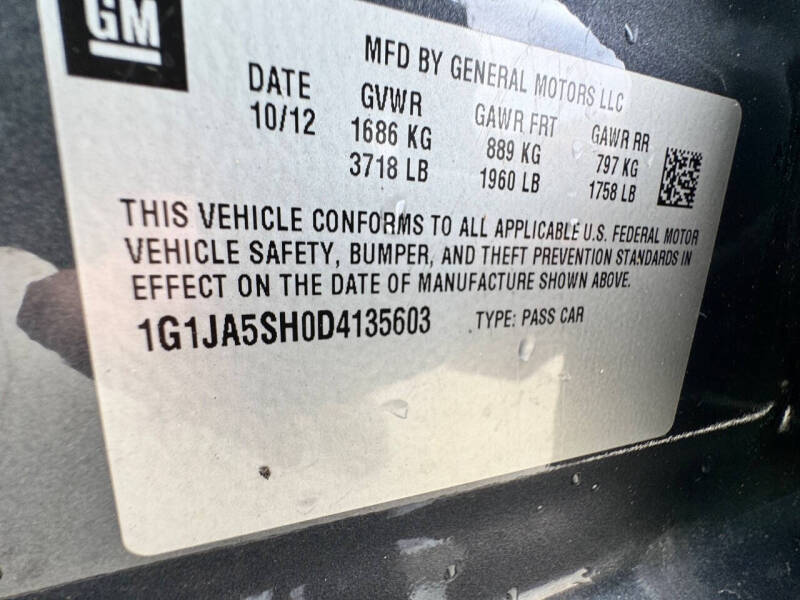 GM
MFD BY GENERAL MOTORS LLC
DATE GVWR GAWR FRT GAWR RR
10/12 1686 KG 889 KG 797 KG
3718 LB 1960 LB 1758 LB
THIS VEHICLE CONFORMS TO ALL APPLICABLE U.S. FEDERAL MOTOR
VEHICLE SAFETY, BUMPER, AND THEFT PREVENTION STANDARDS IN
EFFECT ON THE DATE OF MANUFACTURE SHOWN ABOVE.
1G1JA5SH0D4135603 TYPE: PASS CAR